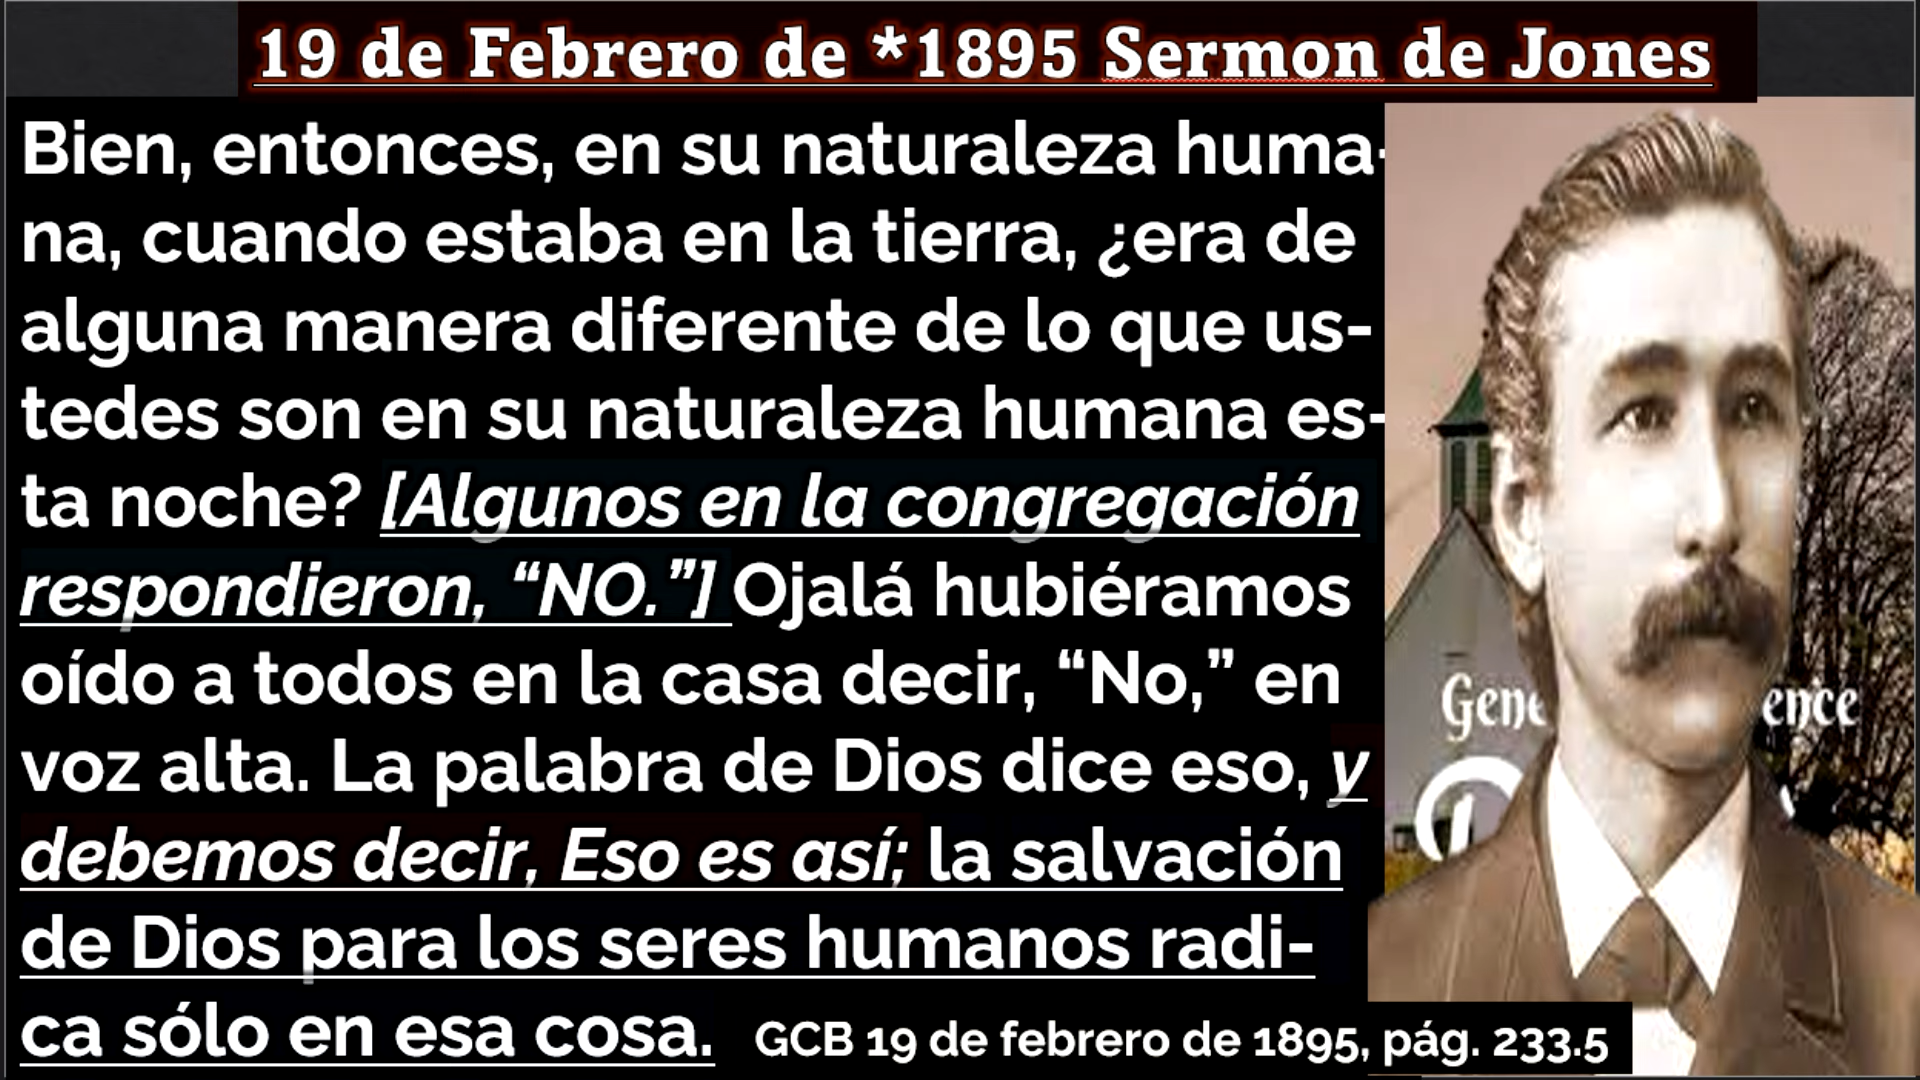 19 de Febrero de *1895 Sermon de Jones
Bien, entonces, en su naturaleza huma-
na, cuando estaba en la tierra, ¿era de
alguna manera diferente de lo que us-
tedes son en su naturaleza humana es-
ta noche? [Algunos en la congregación
respondieron, “NO.”] Ojalá hubiéramos
oído a todos en la casa decir, “No,” en
voz alta. La palabra de Dios dice eso, y
debemos decir, Eso es así; la salvación
de Dios para los seres humanos radi-
ca sólo en esa cosa. GCB 19 de febrero de 1895, pág. 233.5